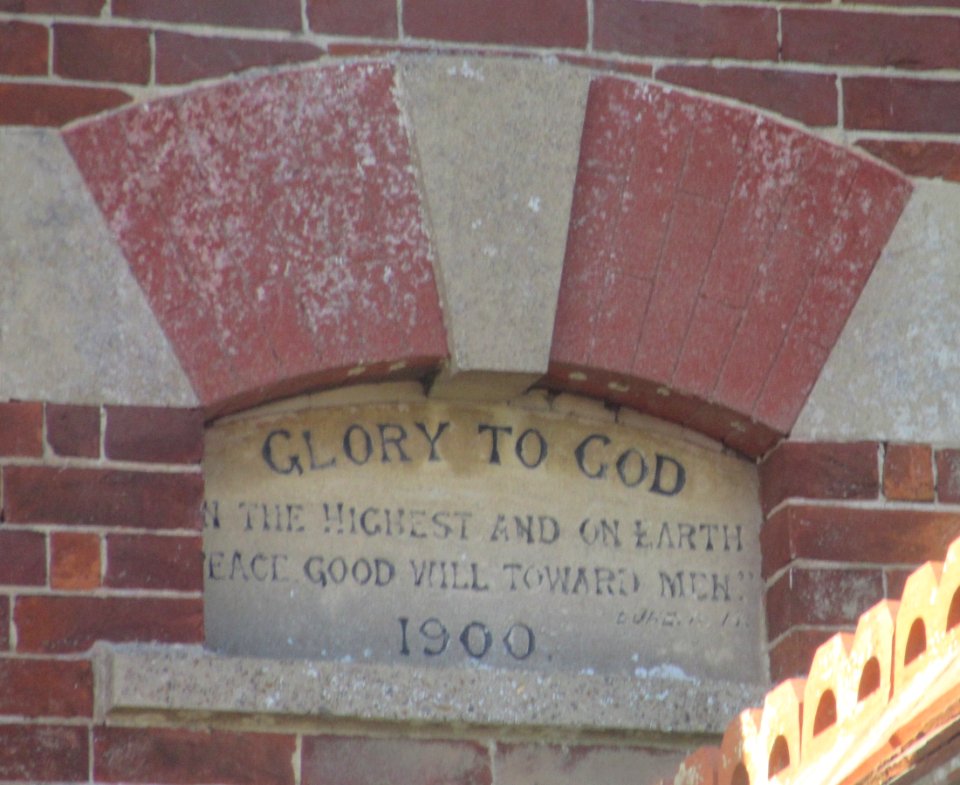 GLORY TO GOD
N THE HIGHEST AND ON EARTH
EACE GOOD WILL TOWARD MEN."
1900